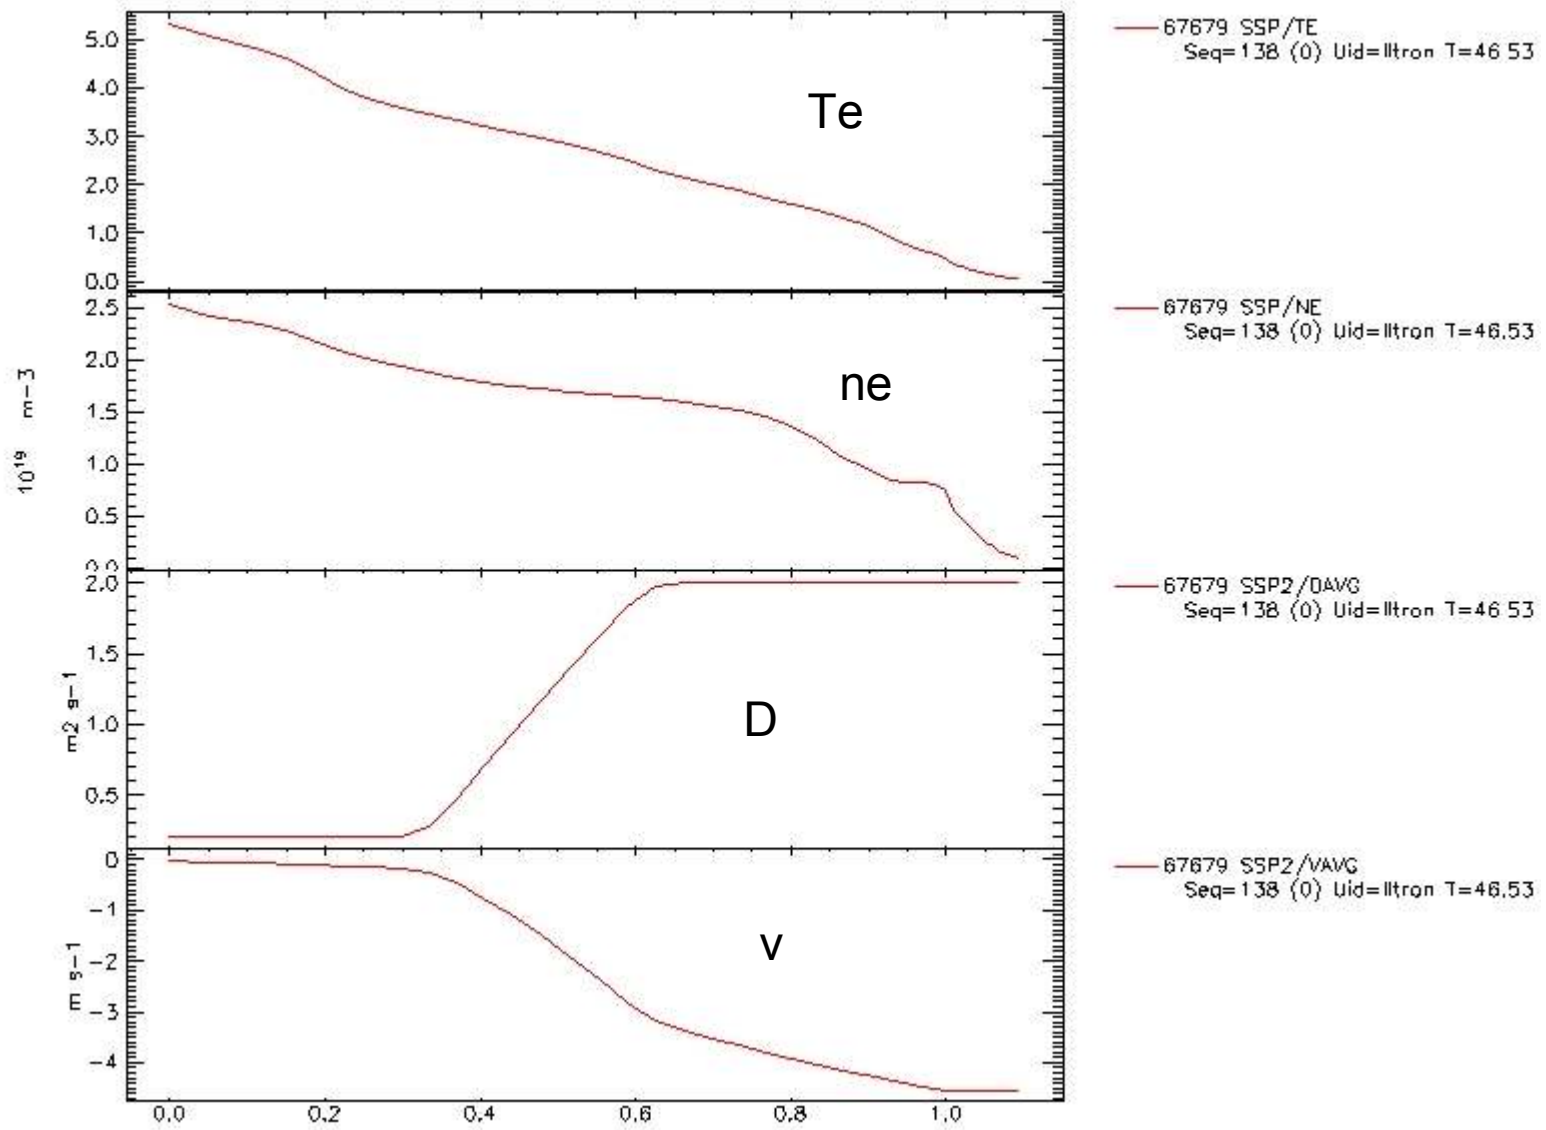 5.0
4.0
3.0
2.0
1.0
0.0
Te
67679 SSP/TE
Seq=138 (0) Uid=lltron T=46.53
2.5
2.0
1.5
1.0
0.5
0.0
10¹⁹ m-3
ne
67679 SSP/NE
Seq=138 (0) Uid=lltron T=46.53
2.0
1.5
1.0
0.5
m2 s-1
D
67679 SSP2/DAVG
Seq=138 (0) Uid=lltron T=46.53
0
-1
-2
-3
-4
m s-1
v
67679 SSP2/VAVG
Seq=138 (0) Uid=lltron T=46.53
0.0 0.2 0.4 0.6 0.8 1.0